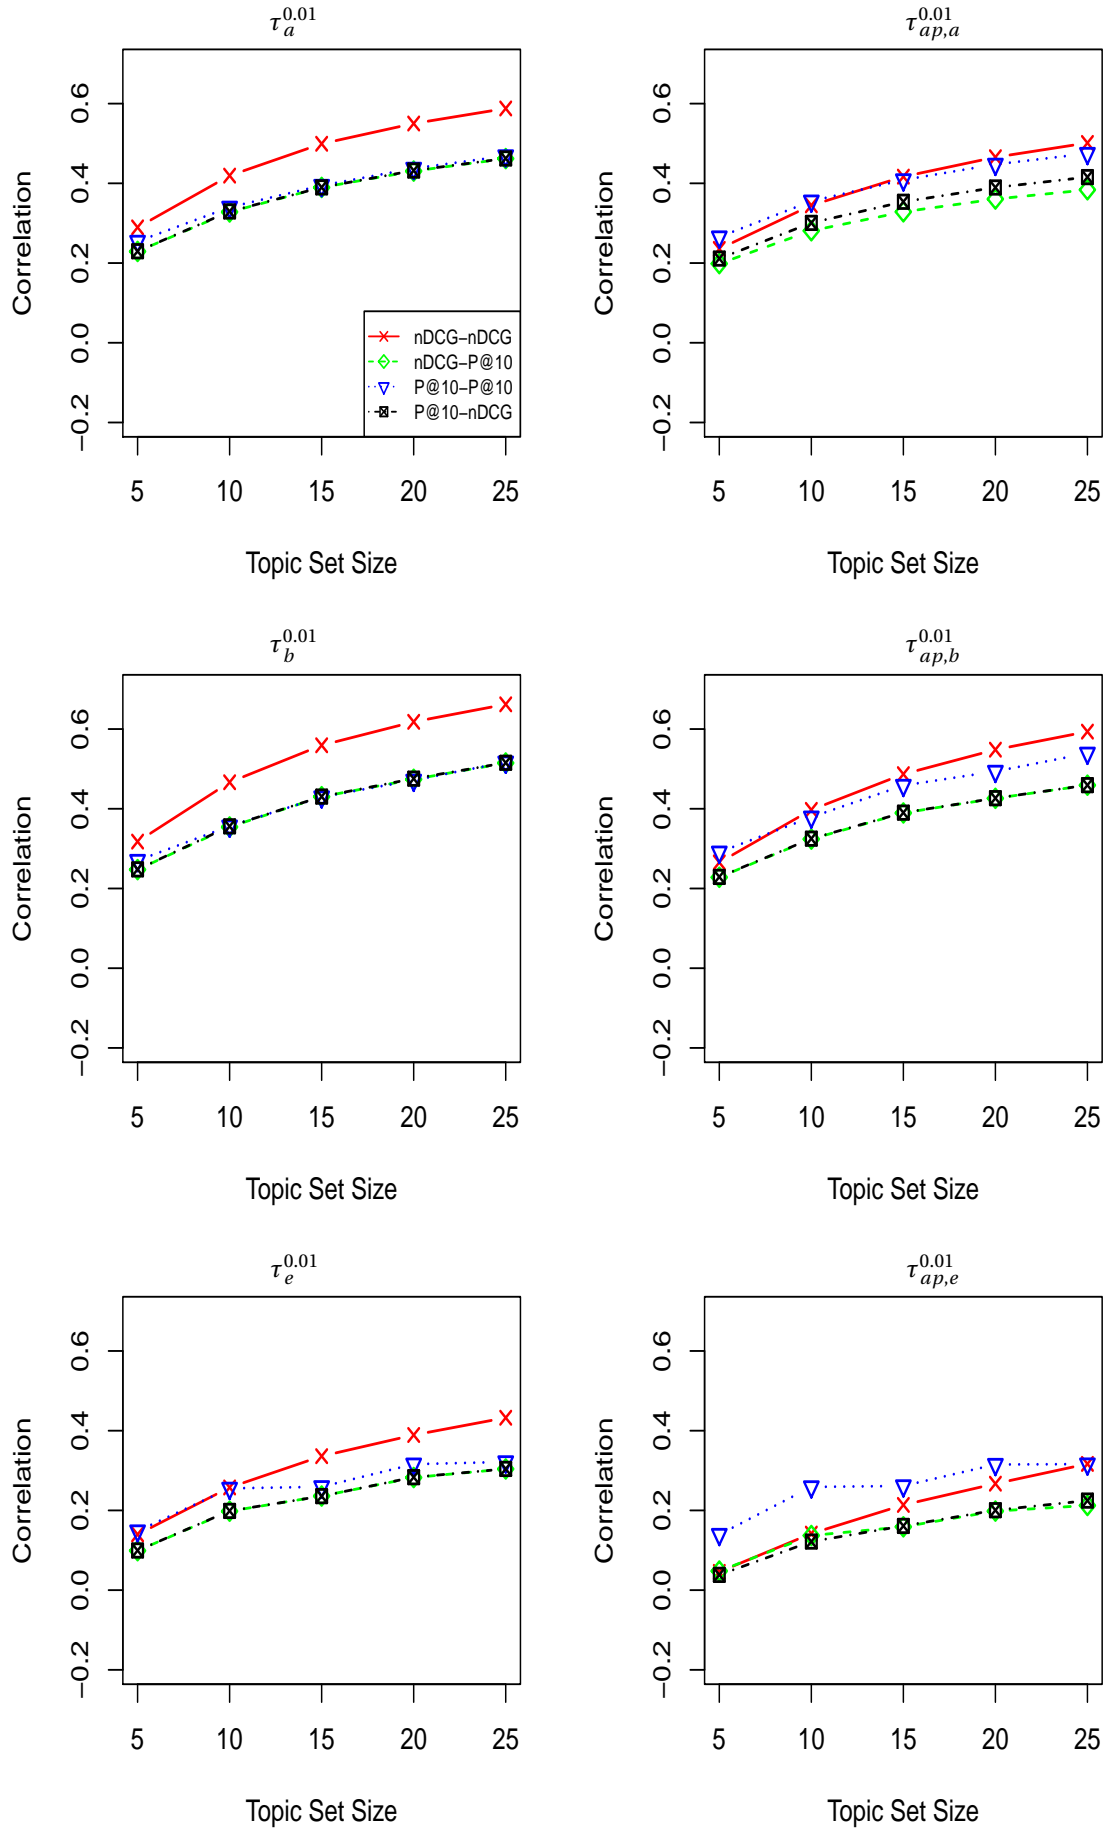 τ_a^0.01
Correlation
−0.2 0.0 0.2 0.4 0.6
nDCG−nDCG
nDCG−P@10
P@10−P@10
P@10−nDCG
5 10 15 20 25
Topic Set Size
τ_ap,a^0.01
Correlation
−0.2 0.0 0.2 0.4 0.6
5 10 15 20 25
Topic Set Size
τ_b^0.01
Correlation
−0.2 0.0 0.2 0.4 0.6
5 10 15 20 25
Topic Set Size
τ_ap,b^0.01
Correlation
−0.2 0.0 0.2 0.4 0.6
5 10 15 20 25
Topic Set Size
τ_e^0.01
Correlation
−0.2 0.0 0.2 0.4 0.6
5 10 15 20 25
Topic Set Size
τ_ap,e^0.01
Correlation
−0.2 0.0 0.2 0.4 0.6
5 10 15 20 25
Topic Set Size